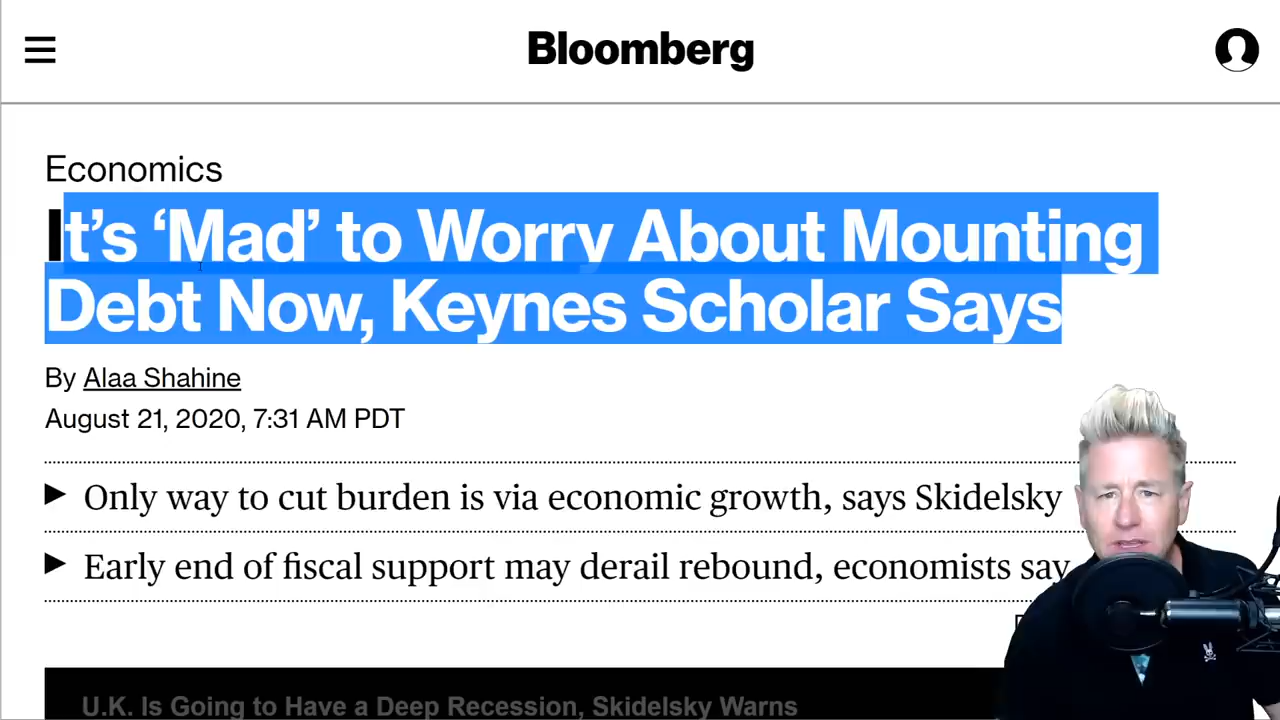 Bloomberg
Economics
It’s ‘Mad’ to Worry About Mounting
Debt Now, Keynes Scholar Says
By Alaa Shahine
August 21, 2020, 7:31 AM PDT
Only way to cut burden is via economic growth, says Skidelsky
Early end of fiscal support may derail rebound, economists say
U.K. Is Going to Have a Deep Recession, Skidelsky Warns